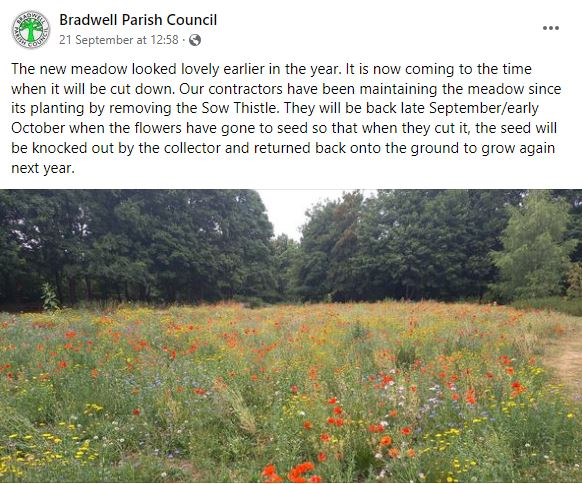 BRADWELL
PARISH COUNCIL
Bradwell Parish Council
21 September at 12:58 ·
The new meadow looked lovely earlier in the year. It is now coming to the time
when it will be cut down. Our contractors have been maintaining the meadow since
its planting by removing the Sow Thistle. They will be back late September/early
October when the flowers have gone to seed so that when they cut it, the seed will
be knocked out by the collector and returned back onto the ground to grow again
next year.